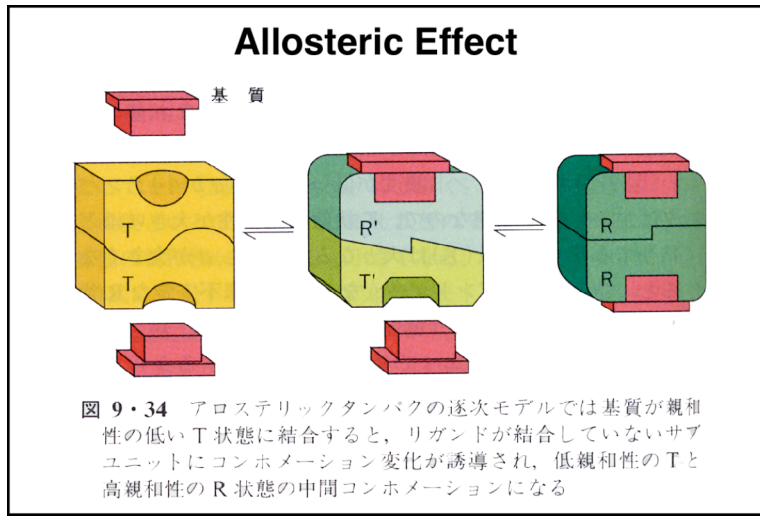 Allosteric Effect
基 質
T
T
R'
T'
R
R
図 9・34 アロステリックタンパクの逐次モデルでは基質が親和
性の低い T 状態に結合すると，リガンドが結合していないサブ
ユニットにコンホメーション変化が誘導され，低親和性の T と
高親和性の R 状態の中間コンホメーションになる